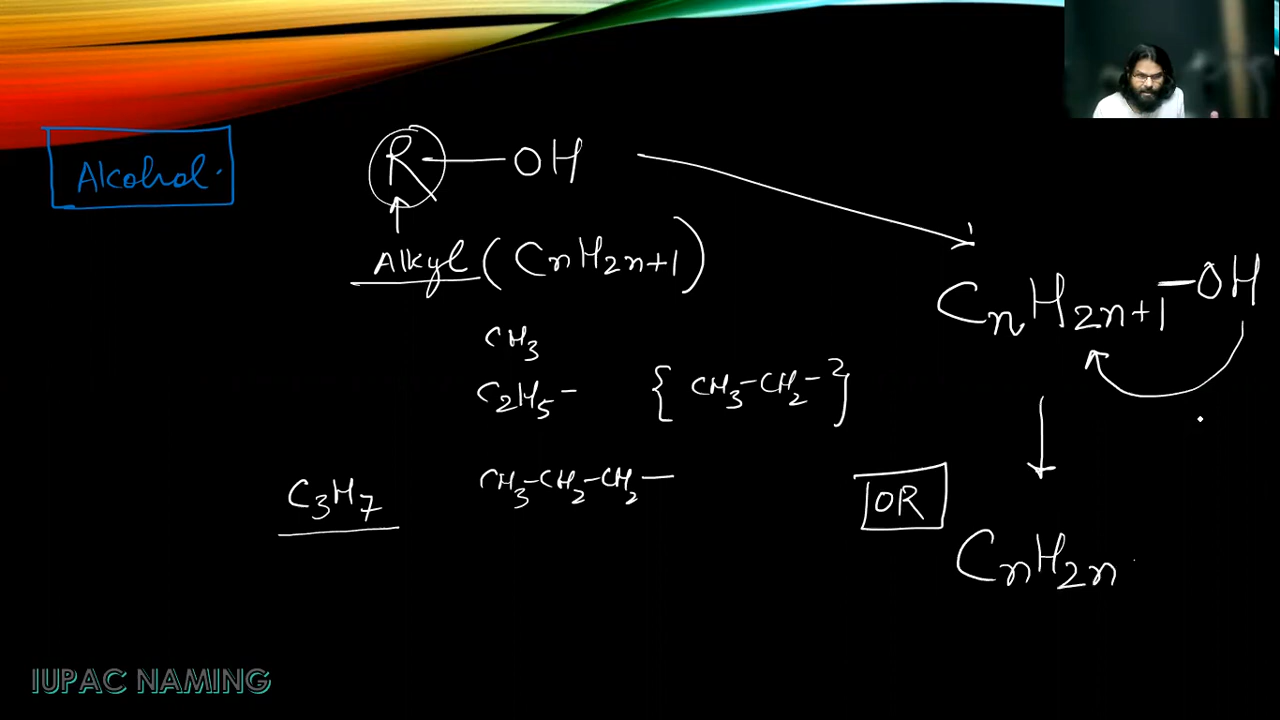 Alcohol.
R—OH
Alkyl (CnH2n+1)
CnH2n+1—OH
CH3
C2H5— { CH3—CH2—}
C3H7 CH3—CH2—CH2—
OR
CnH2n
IUPAC NAMING